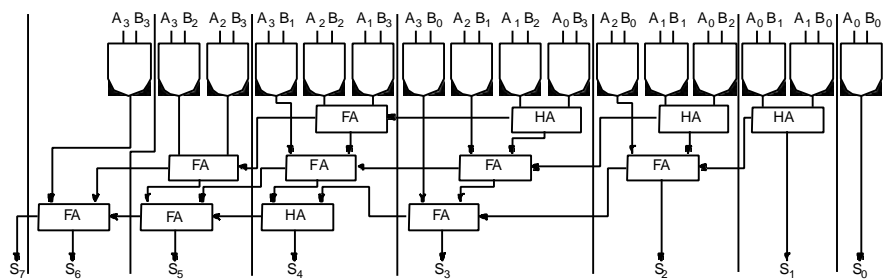 A₃ B₃ A₃ B₂ A₂ B₃ A₃ B₁ A₂ B₂ A₁ B₃ A₃ B₀ A₂ B₁ A₁ B₂ A₀ B₃ A₂ B₀ A₁ B₁ A₀ B₂ A₁ B₁ A₁ B₀ A₀ B₀
FA HA HA HA
FA FA FA FA
FA FA HA FA
S₇ S₆ S₅ S₄ S₃ S₂ S₁ S₀